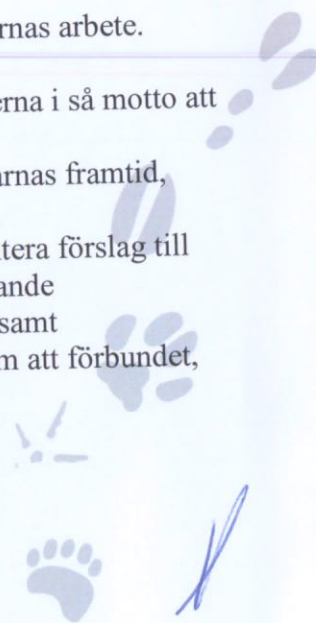 rnas arbete.
erna i så motto att
arnas framtid,
tera förslag till
ande
samt
m att förbundet,